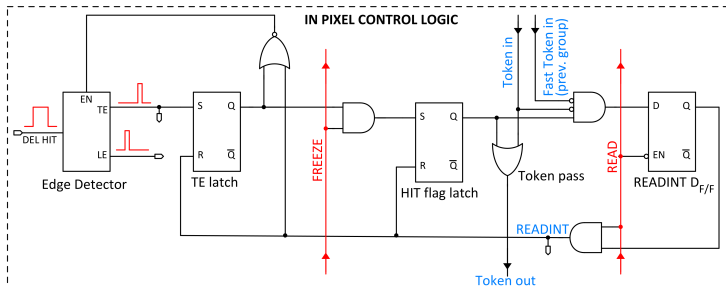 IN PIXEL CONTROL LOGIC
Token in
Fast Token in
(prev. group)
EN
TE
LE
DEL HIT
Edge Detector
S
Q
R
Q
TE latch
FREEZE
S
Q
R
Q
HIT flag latch
Token pass
READ
D
Q
EN
Q
READINT D F/F
READINT
Token out